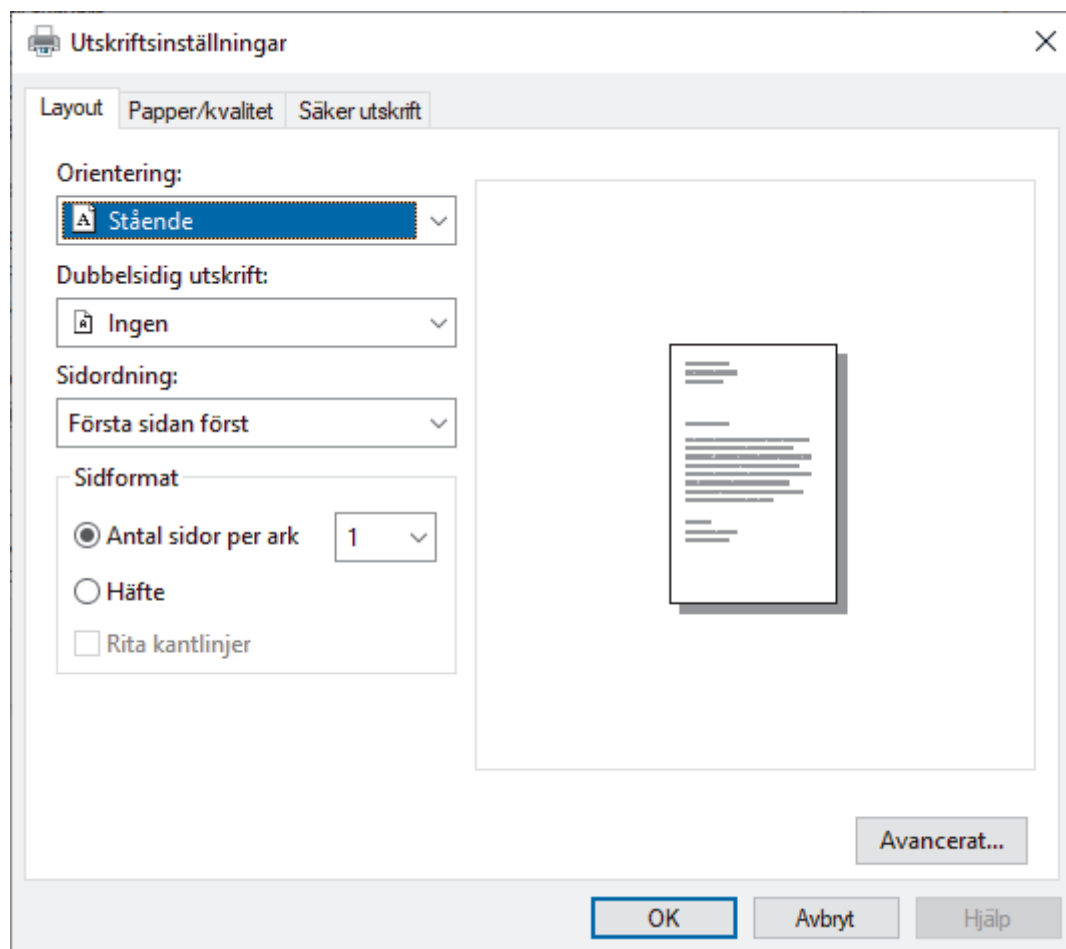 Utskriftsinställningar
Layout Papper/kvalitet Säker utskrift
Orientering:
A Stående
Dubbelsidig utskrift:
A Ingen
Sidordning:
Första sidan först
Sidformat
Antal sidor per ark 1
Häfte
Rita kantlinjer
Avancerat...
OK Avbryt Hjälp